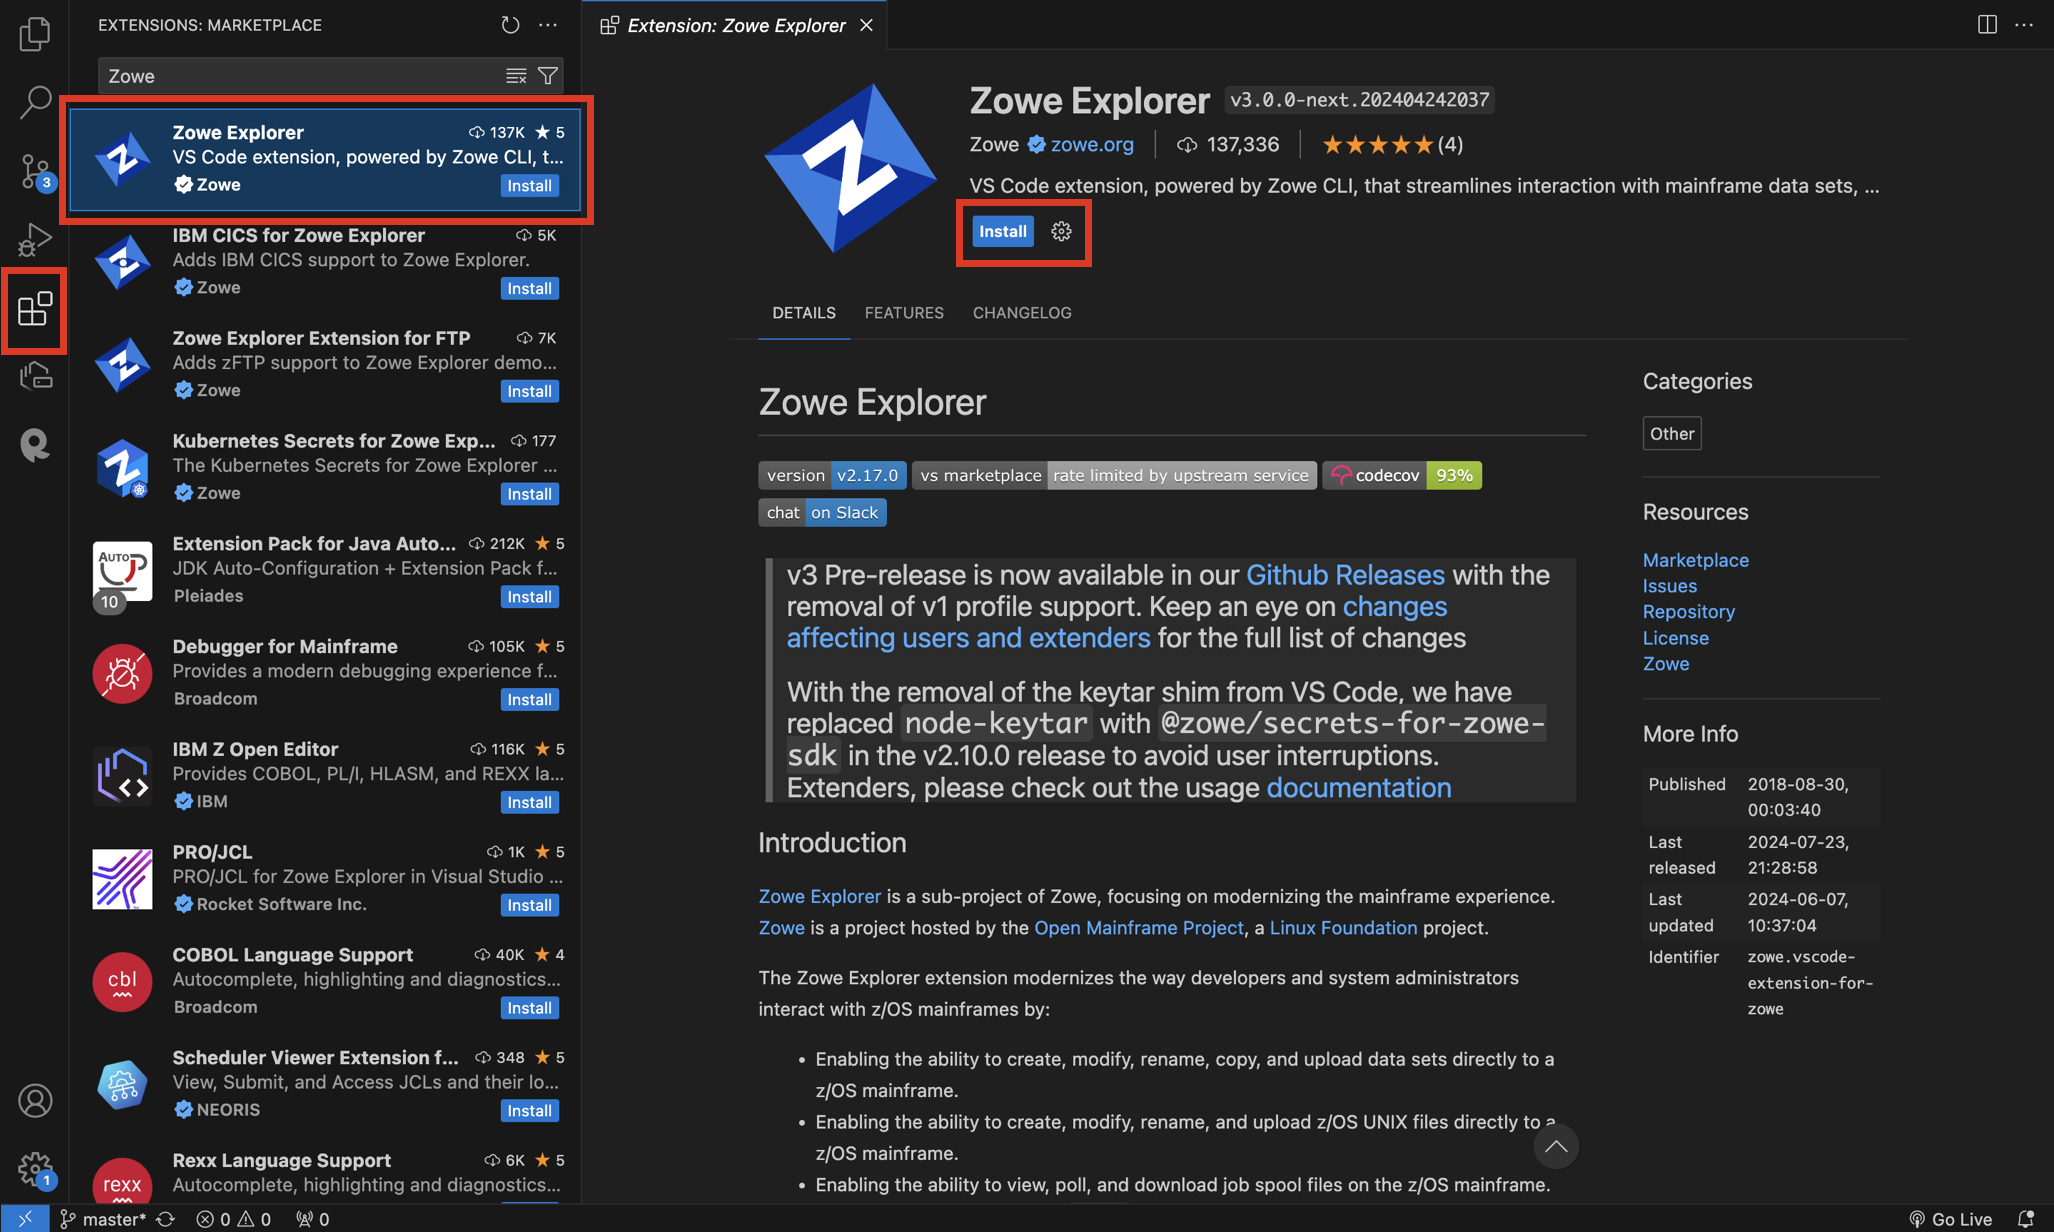 EXTENSIONS: MARKETPLACE
Zowe
Zowe Explorer 137K ★ 5
VS Code extension, powered by Zowe CLI, t...
Zowe Install
IBM CICS for Zowe Explorer 5K
Adds IBM CICS support to Zowe Explorer.
Zowe Install
Zowe Explorer Extension for FTP 7K
Adds zFTP support to Zowe Explorer demo...
Zowe Install
Kubernetes Secrets for Zowe Exp... 177
The Kubernetes Secrets for Zowe Explorer ...
Zowe Install
Extension Pack for Java Auto... 212K ★ 5
JDK Auto-Configuration + Extension Pack f...
Pleiades Install
AUTO
10
Debugger for Mainframe 105K ★ 5
Provides a modern debugging experience f...
Broadcom Install
IBM Z Open Editor 116K ★ 5
Provides COBOL, PL/I, HLASM, and REXX la...
IBM Install
PRO/JCL 1K ★ 5
PRO/JCL for Zowe Explorer in Visual Studio ...
Rocket Software Inc. Install
COBOL Language Support 40K ★ 4
Autocomplete, highlighting and diagnostics...
Broadcom Install
cbl
Scheduler Viewer Extension f... 348 ★ 5
View, Submit, and Access JCLs and their lo...
NEORIS Install
Rexx Language Support 6K ★ 5
Autocomplete, highlighting and diagnostics...
rexx
3
1
Extension: Zowe Explorer
Zowe Explorer v3.0.0-next.202404242037
Zowe zowe.org 137,336 ★★★★★(4)
VS Code extension, powered by Zowe CLI, that streamlines interaction with mainframe data sets, ...
Install
DETAILS FEATURES CHANGELOG
Zowe Explorer
version v2.17.0 vs marketplace rate limited by upstream service codecov 93%
chat on Slack
v3 Pre-release is now available in our Github Releases with the
removal of v1 profile support. Keep an eye on changes
affecting users and extenders for the full list of changes
With the removal of the keytar shim from VS Code, we have
replaced node-keytar with @zowe/secrets-for-zowe-
sdk in the v2.10.0 release to avoid user interruptions.
Extenders, please check out the usage documentation
Introduction
Zowe Explorer is a sub-project of Zowe, focusing on modernizing the mainframe experience.
Zowe is a project hosted by the Open Mainframe Project, a Linux Foundation project.
The Zowe Explorer extension modernizes the way developers and system administrators
interact with z/OS mainframes by:
• Enabling the ability to create, modify, rename, copy, and upload data sets directly to a
z/OS mainframe.
• Enabling the ability to create, modify, rename, and upload z/OS UNIX files directly to a
z/OS mainframe.
• Enabling the ability to view, poll, and download job spool files on the z/OS mainframe.
Categories
Other
Resources
Marketplace
Issues
Repository
License
Zowe
More Info
Published 2018-08-30,
00:03:40
Last 2024-07-23,
released 21:28:58
Last 2024-06-07,
updated 10:37:04
Identifier zowe.vscode-
extension-for-
zowe
master* 0 0 0
Go Live